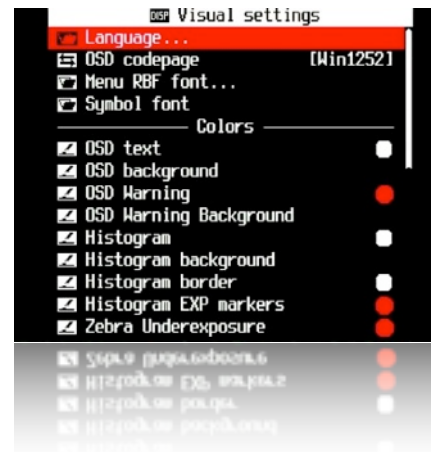 DISP Visual settings
Language...
OSD codepage [Win1252]
Menu RBF font...
Symbol font
Colors
OSD text
OSD background
OSD Warning
OSD Warning Background
Histogram
Histogram background
Histogram border
Histogram EXP markers
Zebra Underexposure